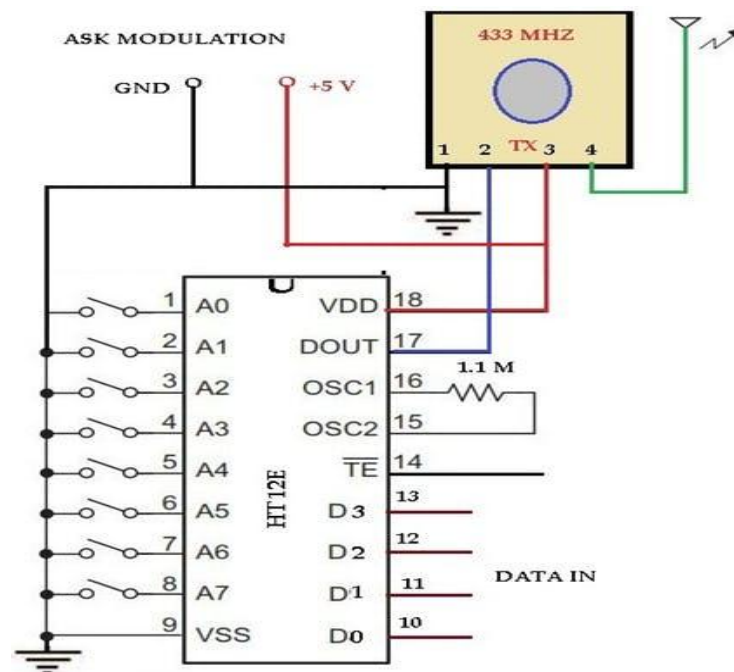 ASK MODULATION
GND
+5 V
433 MHZ
TX
1 2 3 4
1 A0 VDD 18
2 A1 DOUT 17
3 A2 OSC1 16
1.1 M
4 A3 OSC2 15
5 A4 TE 14
6 A5 D3 13
7 A6 D2 12
8 A7 D1 11
9 VSS D0 10
HT12E
DATA IN